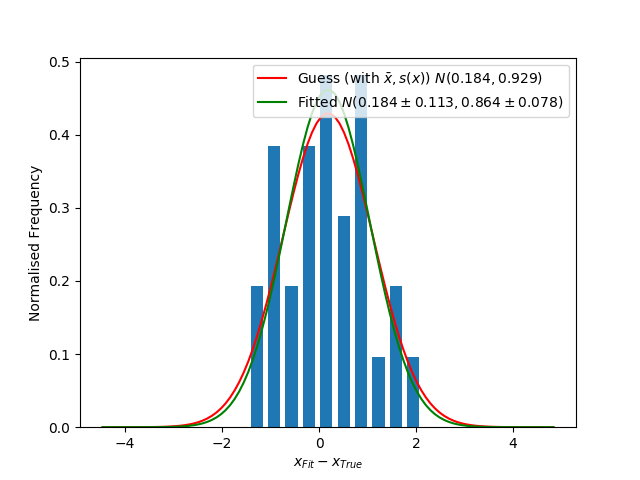 0.5
0.4
0.3
0.2
0.1
0.0
Normalised Frequency
Guess (with x̄, s(x)) N(0.184, 0.929)
Fitted N(0.184 ± 0.113, 0.864 ± 0.078)
−4 −2 0 2 4
x_Fit − x_True